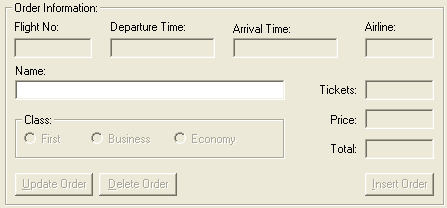 Order Information:
Flight No: Departure Time: Arrival Time: Airline:
Name:
Tickets:
Class:
Price:
First Business Economy
Total:
Update Order Delete Order Insert Order